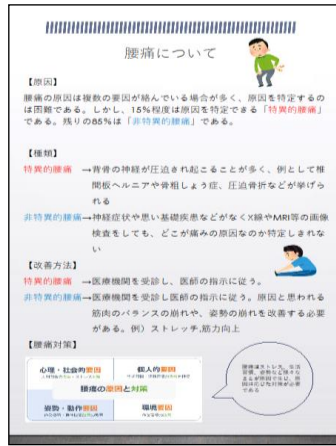 腰痛について
【原因】
腰痛の原因は複数の要因が絡んでいる場合が多く、原因を特定するの
は困難である。しかし、15%程度は原因を特定できる「特異的腰痛」
である。残りの85%は「非特異的腰痛」である。
【種類】
特異的腰痛 →背骨の神経が圧迫され起こることが多く、例として椎
間板ヘルニアや骨粗しょう症、圧迫骨折などが挙げら
れる
非特異的腰痛→神経症状や思い基礎疾患などがなくX線やMRI等の画像
検査をしても、どこが痛みの原因なのか特定しきれな
い
【改善方法】
特異的腰痛 →医療機関を受診し、医師の指示に従う。
非特異的腰痛→医療機関を受診し医師の指示に従う。原因と思われる
筋肉のバランスの崩れや、姿勢の崩れを改善する必要
がある。例）ストレッチ,筋力向上
【腰痛対策】
心理・社会的要因 個人的要因
腰痛の原因と対策
姿勢・動作要因 環境要因